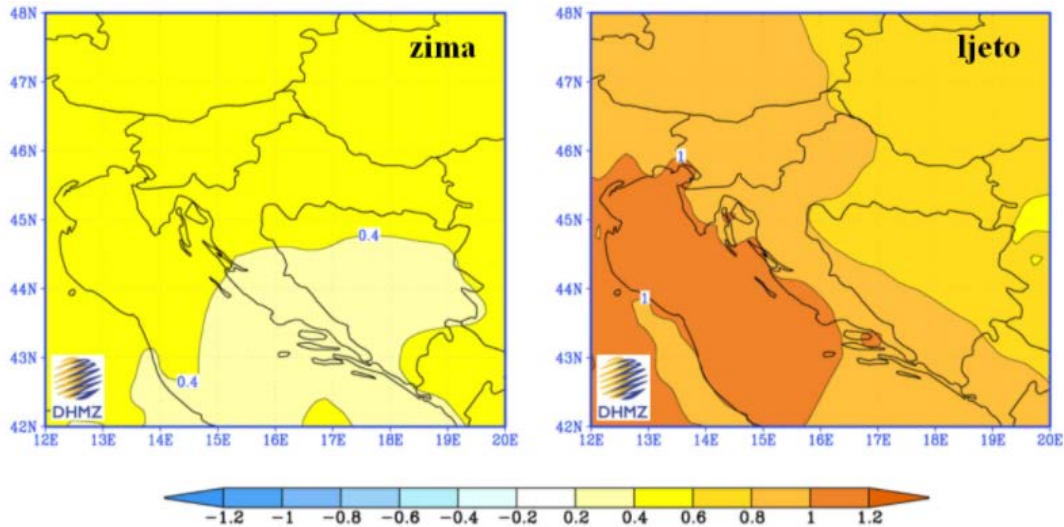 zima
48N
47N
46N
45N
44N
43N
42N
0.4
0.4
DHMZ
12E 13E 14E 15E 16E 17E 18E 19E 20E
ljeto
48N
47N
46N
45N
44N
43N
42N
1
1
DHMZ
12E 13E 14E 15E 16E 17E 18E 19E 20E
-1.2 -1 -0.8 -0.6 -0.4 -0.2 0.2 0.4 0.6 0.8 1 1.2